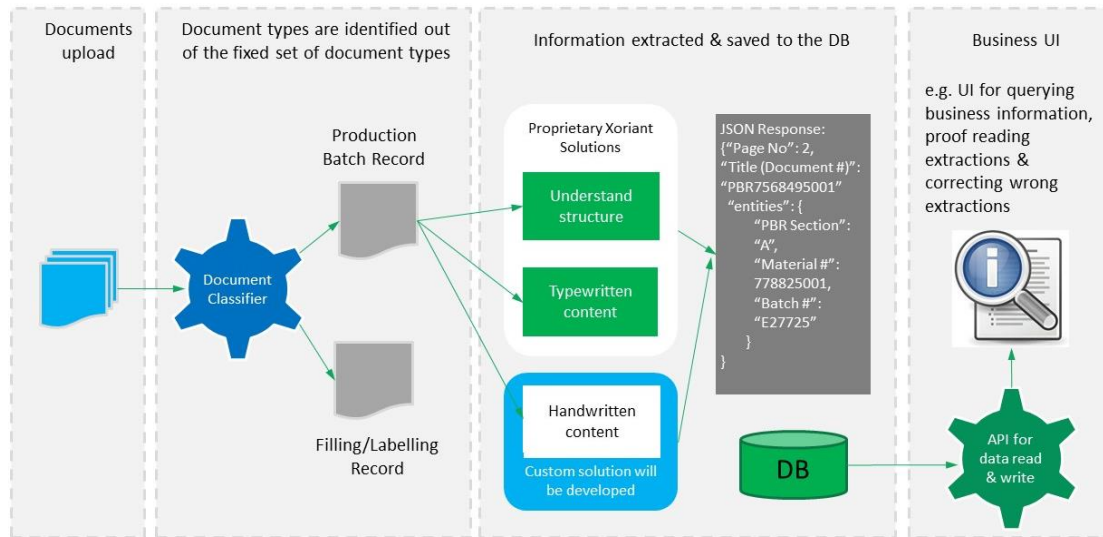 Documents
upload
Document types are identified out
of the fixed set of document types
Production
Batch Record
Document
Classifier
Filling/Labelling
Record
Information extracted & saved to the DB
Proprietary Xoriant
Solutions
Understand
structure
Typewritten
content
Handwritten
content
Custom solution will
be developed
JSON Response:
{“Page No”: 2,
“Title (Document #)”:
“PBR7568495001”
“entities”: {
“PBR Section”:
“A”,
“Material #”:
778825001,
“Batch #”:
“E27725”
}
}
DB
Business UI
e.g. UI for querying
business information,
proof reading
extractions &
correcting wrong
extractions
API for
data read
& write